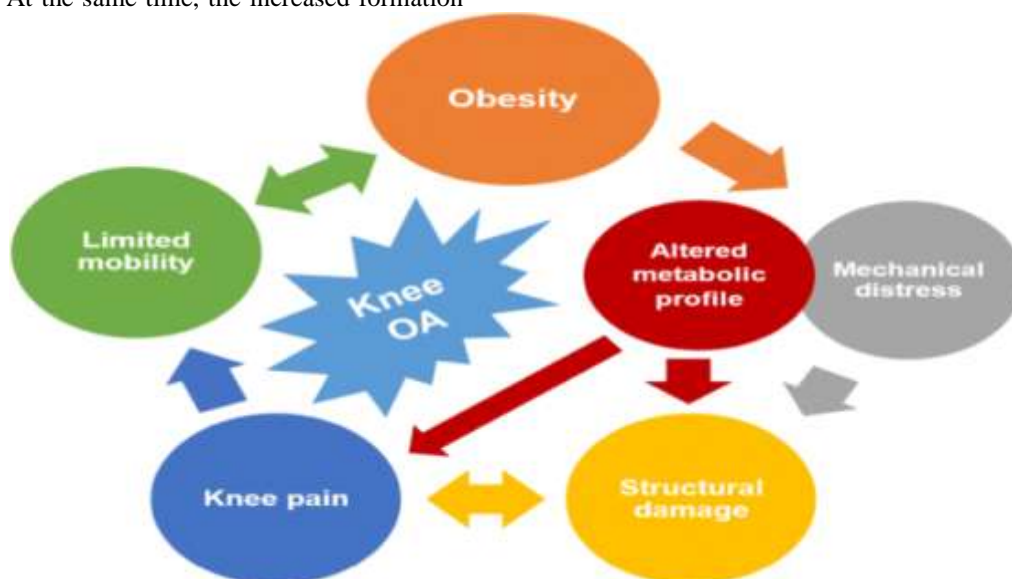 At the same time, the increased formation
Obesity
Limited
mobility
Knee
OA
Altered
metabolic
profile
Mechanical
distress
Knee pain
Structural
damage